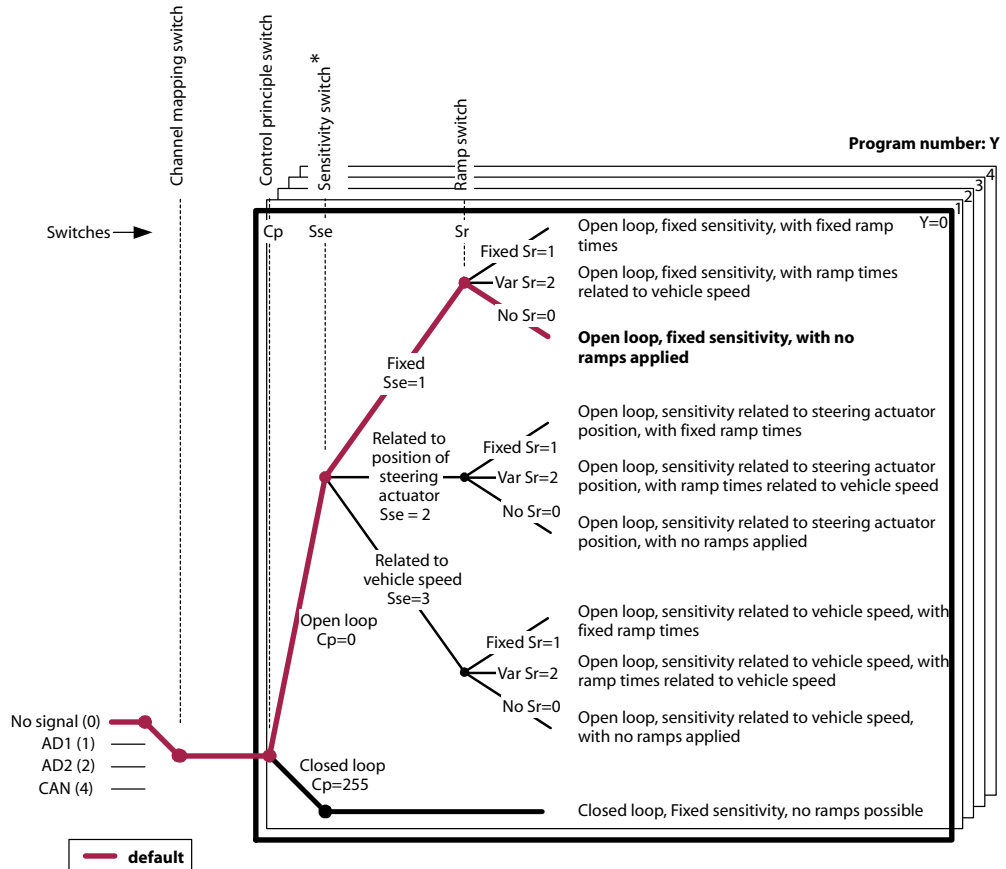 Channel mapping switch
Control principle switch
Sensitivity switch*
Ramp switch
Program number: Y
4
3
2
1
Y=0
Switches
Cp
Sse
Sr
Fixed Sr=1
Open loop, fixed sensitivity, with fixed ramp
times
Var Sr=2
Open loop, fixed sensitivity, with ramp times
related to vehicle speed
No Sr=0
Open loop, fixed sensitivity, with no
ramps applied
Fixed
Sse=1
Related to
position of
steering
actuator
Sse = 2
Fixed Sr=1
Open loop, sensitivity related to steering actuator
position, with fixed ramp times
Var Sr=2
Open loop, sensitivity related to steering actuator
position, with ramp times related to vehicle speed
No Sr=0
Open loop, sensitivity related to steering actuator
position, with no ramps applied
Related to
vehicle speed
Sse=3
Open loop
Cp=0
Fixed Sr=1
Open loop, sensitivity related to vehicle speed, with
fixed ramp times
Var Sr=2
Open loop, sensitivity related to vehicle speed, with
ramp times related to vehicle speed
No Sr=0
Open loop, sensitivity related to vehicle speed,
with no ramps applied
No signal (0)
AD1 (1)
AD2 (2)
CAN (4)
Closed loop
Cp=255
Closed loop, Fixed sensitivity, no ramps possible
default